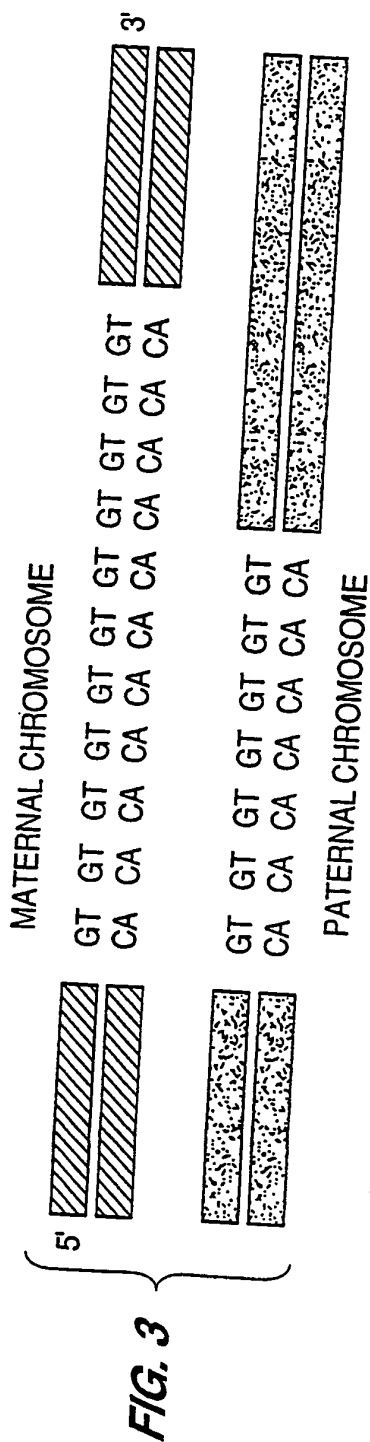 FIG. 3
MATERNAL CHROMOSOME
5'
3'
GT GT GT GT GT GT GT GT GT GT GT
CA CA CA CA CA CA CA CA CA CA CA
GT GT GT GT GT GT GT
CA CA CA CA CA CA CA
PATERNAL CHROMOSOME